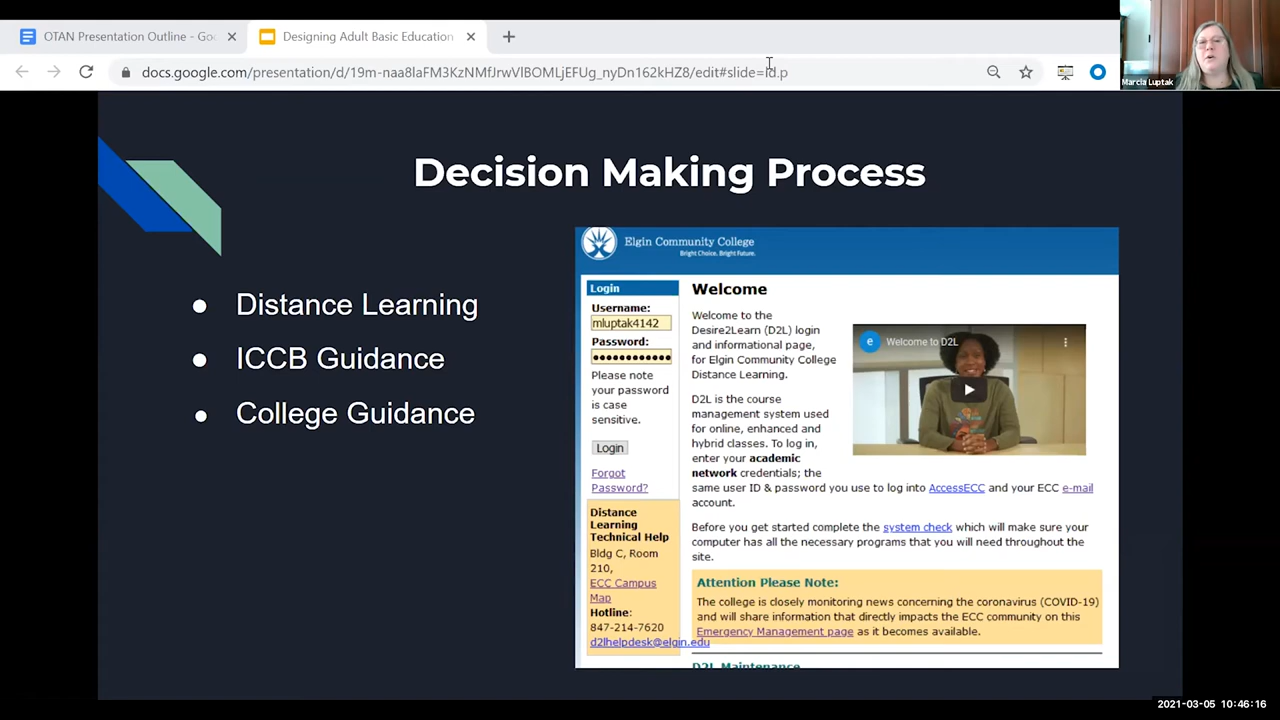 OTAN Presentation Outline - Goo
Designing Adult Basic Education
docs.google.com/presentation/d/19m-naa8laFM3KzNMfJrwVlBOMLjEFUg_nyDn162kHZ8/edit#slide=id.p
Marcia Luptak
Decision Making Process
● Distance Learning
● ICCB Guidance
● College Guidance
Elgin Community College
Bright Choice. Bright Future.
Login
Username:
mluptak4142
Password:
●●●●●●●●●●●●
Please note
your password
is case
sensitive.
Login
Forgot
Password?
Distance
Learning
Technical Help
Bldg C, Room
210,
ECC Campus
Map
Hotline:
847-214-7620
d2lhelpdesk@elgin.edu
Welcome
Welcome to the
Desire2Learn (D2L) login
and informational page,
for Elgin Community College
Distance Learning.
D2L is the course
management system used
for online, enhanced and
hybrid classes. To log in,
enter your academic
network credentials; the
same user ID & password you use to log into AccessECC and your ECC e-mail
account.
e Welcome to D2L
Before you get started complete the system check which will make sure your
computer has all the necessary programs that you will need throughout the
site.
Attention Please Note:
The college is closely monitoring news concerning the coronavirus (COVID-19)
and will share information that directly impacts the ECC community on this
Emergency Management page as it becomes available.
D2L Maintenance
2021-03-05 10:46:16